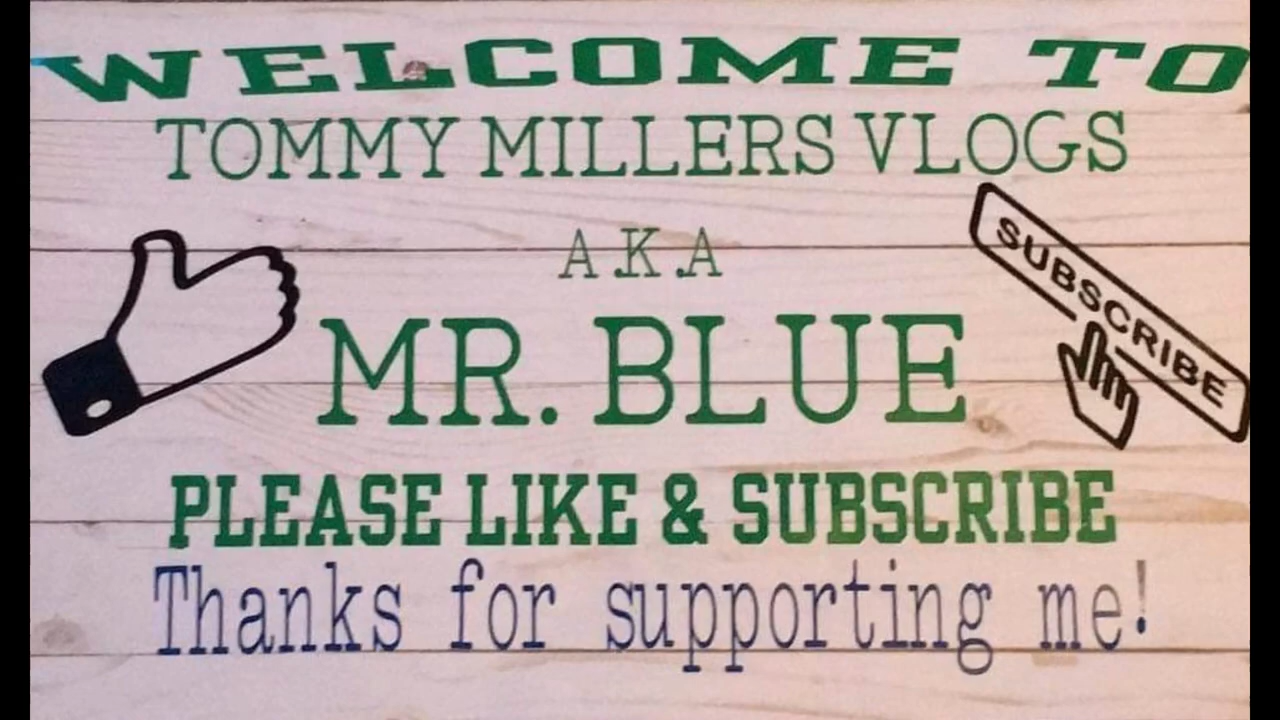 WELCOME TO
TOMMY MILLERS VLOGS
A.K.A
MR. BLUE
SUBSCRIBE
PLEASE LIKE & SUBSCRIBE
Thanks for supporting me!